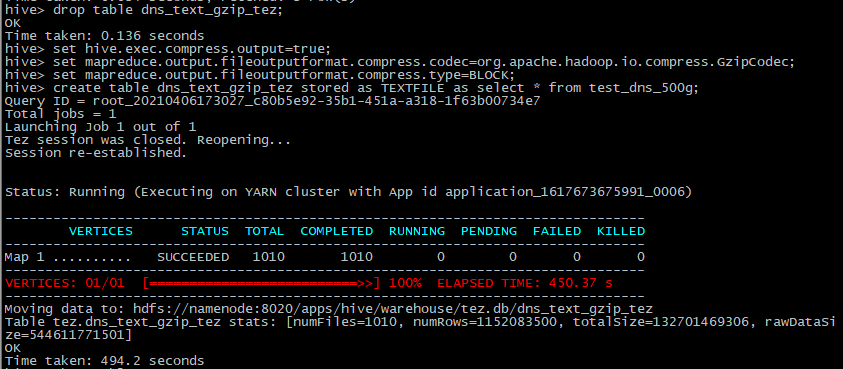 hive> drop table dns_text_gzip_tez;
OK
Time taken: 0.136 seconds
hive> set hive.exec.compress.output=true;
hive> set mapreduce.output.fileoutputformat.compress.codec=org.apache.hadoop.io.compress.GzipCodec;
hive> set mapreduce.output.fileoutputformat.compress.type=BLOCK;
hive> create table dns_text_gzip_tez stored as TEXTFILE as select * from test_dns_500g;
Query ID = root_20210406173027_c80b5e92-35b1-451a-a318-1f63b00734e7
Total jobs = 1
Launching Job 1 out of 1
Tez session was closed. Reopening...
Session re-established.
Status: Running (Executing on YARN cluster with App id application_1617673675991_0006)
--------------------------------------------------------------------------------
VERTICES STATUS TOTAL COMPLETED RUNNING PENDING FAILED KILLED
--------------------------------------------------------------------------------
Map 1 .......... SUCCEEDED 1010 1010 0 0 0 0
--------------------------------------------------------------------------------
VERTICES: 01/01 [==========================>>] 100% ELAPSED TIME: 450.37 s
--------------------------------------------------------------------------------
Moving data to: hdfs://namenode:8020/apps/hive/warehouse/tez.db/dns_text_gzip_tez
Table tez.dns_text_gzip_tez stats: [numFiles=1010, numRows=1152083500, totalSize=132701469306, rawDataSi
ze=544611771501]
OK
Time taken: 494.2 seconds